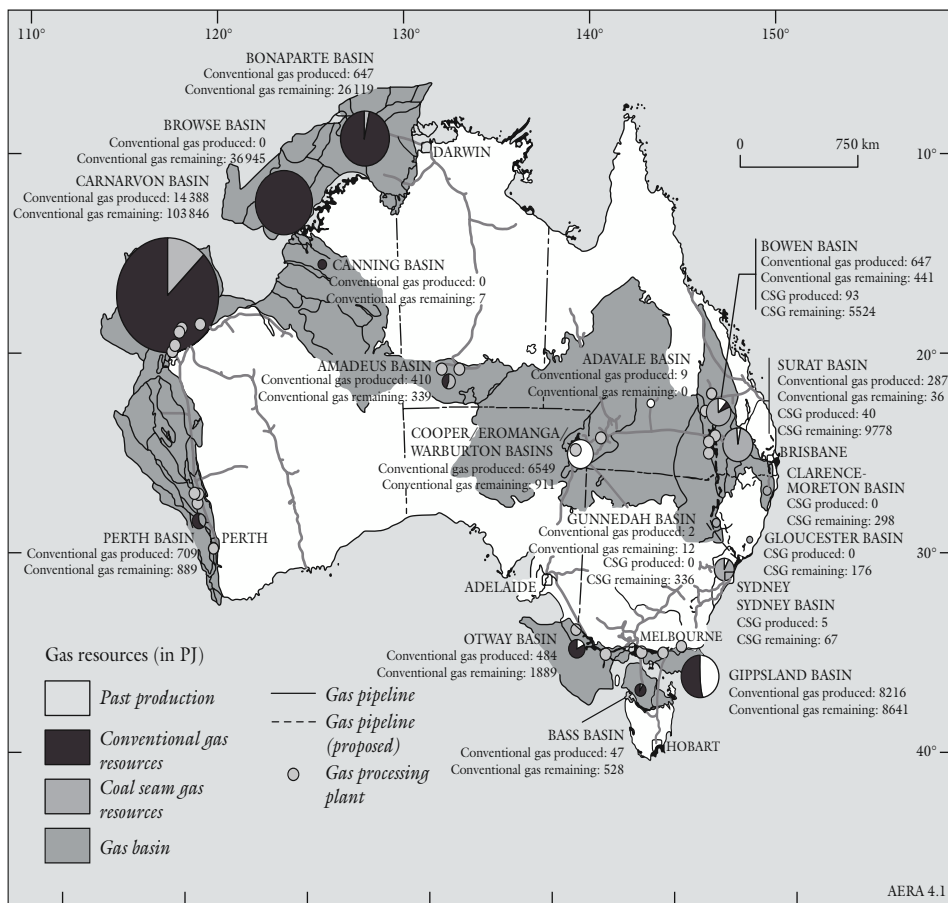 110° 120° 130° 140° 150°
BONAPARTE BASIN
Conventional gas produced: 647
Conventional gas remaining: 26 119
BROWSE BASIN
Conventional gas produced: 0
Conventional gas remaining: 36 945
CARNARVON BASIN
Conventional gas produced: 14 388
Conventional gas remaining: 103 846
DARWIN
0 750 km
10°
CANNING BASIN
Conventional gas produced: 0
Conventional gas remaining: 7
BOWEN BASIN
Conventional gas produced: 647
Conventional gas remaining: 441
CSG produced: 93
CSG remaining: 5524
20°
AMADEUS BASIN
Conventional gas produced: 410
Conventional gas remaining: 339
ADAVALE BASIN
Conventional gas produced: 9
Conventional gas remaining: 0
SURAT BASIN
Conventional gas produced: 287
Conventional gas remaining: 36
CSG produced: 40
CSG remaining: 9778
COOPER/EROMANGA/
WARBURTON BASINS
Conventional gas produced: 6549
Conventional gas remaining: 911
BRISBANE
CLARENCE-
MORETON BASIN
CSG produced: 0
CSG remaining: 298
GUNNEDAH BASIN
Conventional gas produced: 2
Conventional gas remaining: 12
CSG produced: 0
CSG remaining: 336
GLOUCESTER BASIN
CSG produced: 0
CSG remaining: 176
30°
PERTH BASIN
Conventional gas produced: 709
Conventional gas remaining: 889
PERTH
ADELAIDE
SYDNEY
SYDNEY BASIN
CSG produced: 5
CSG remaining: 67
OTWAY BASIN
Conventional gas produced: 484
Conventional gas remaining: 1889
MELBOURNE
GIPPSLAND BASIN
Conventional gas produced: 8216
Conventional gas remaining: 8641
BASS BASIN
Conventional gas produced: 47
Conventional gas remaining: 528
HOBART
40°
Gas resources (in PJ)
Past production
Conventional gas
resources
Coal seam gas
resources
Gas basin
Gas pipeline
Gas pipeline
(proposed)
Gas processing
plant
AERA 4.1